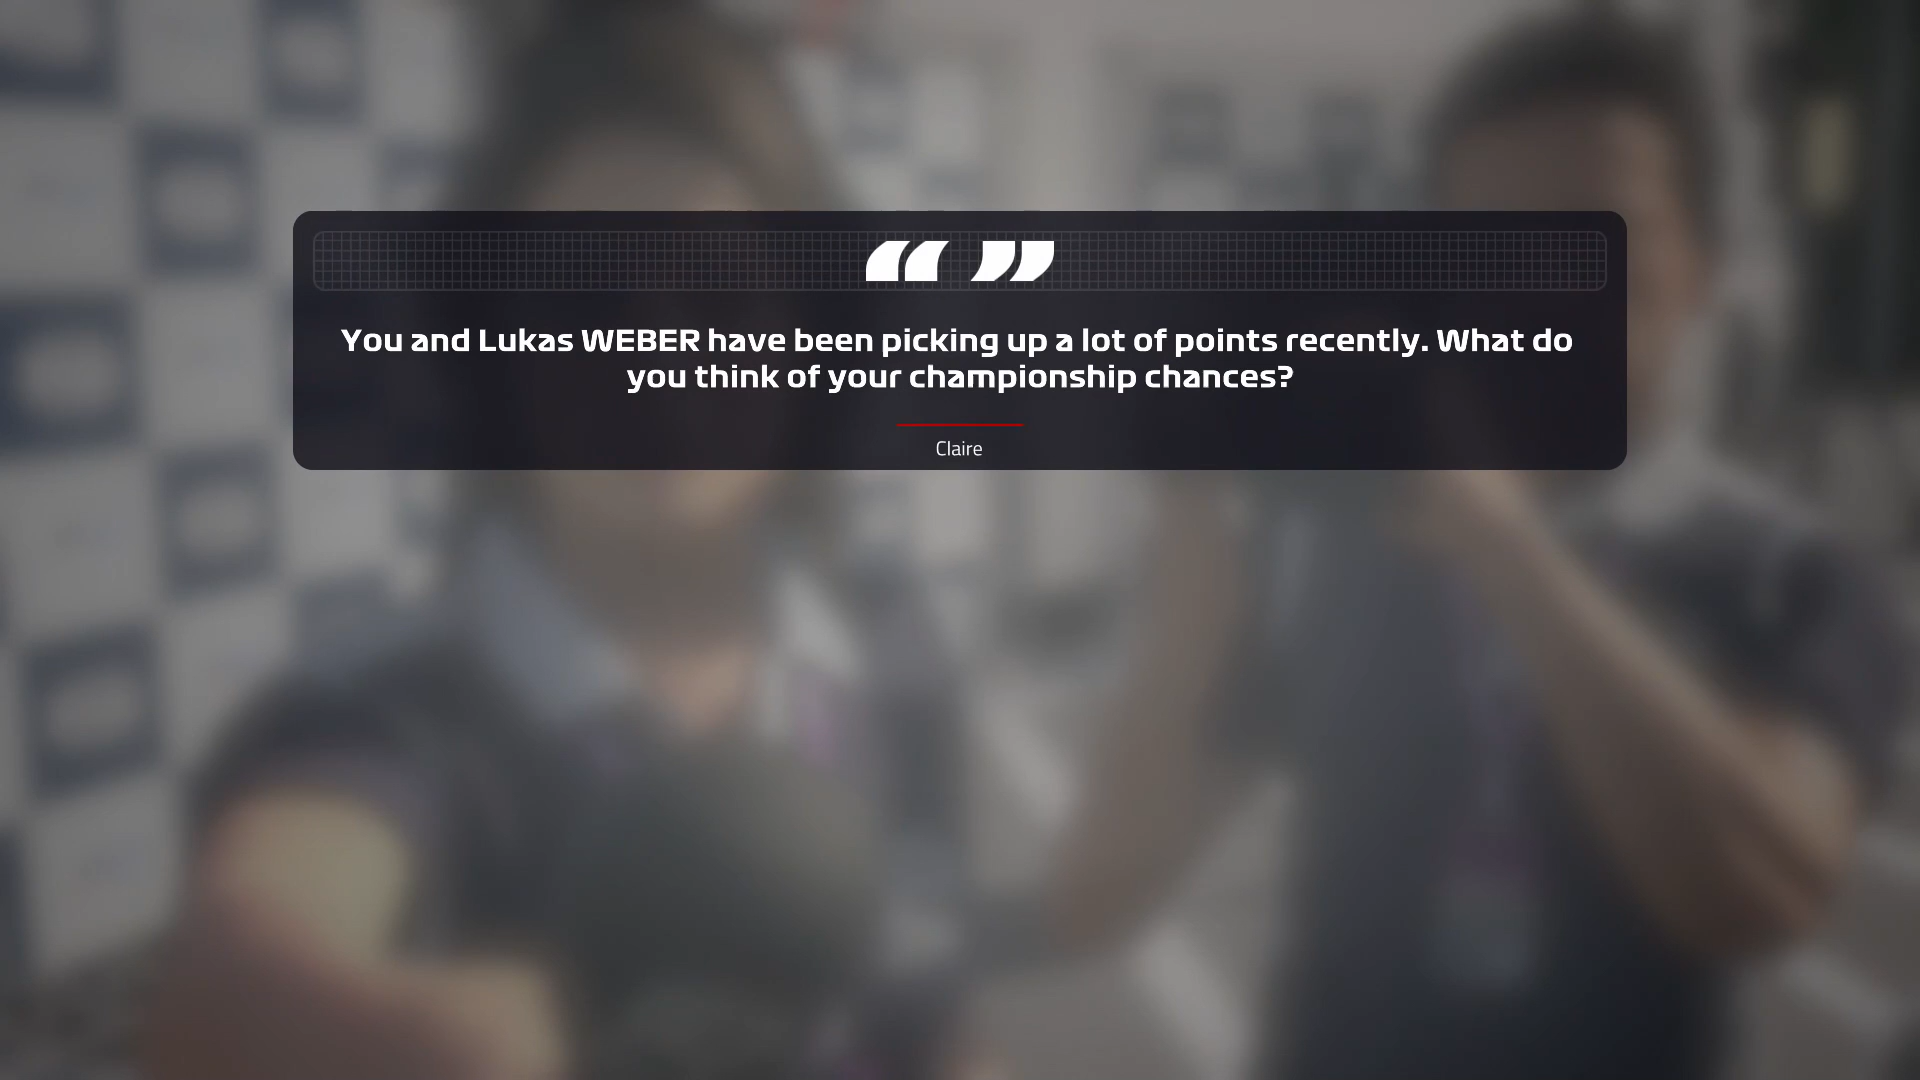 “ ”
You and Lukas WEBER have been picking up a lot of points recently. What do
you think of your championship chances?
Claire